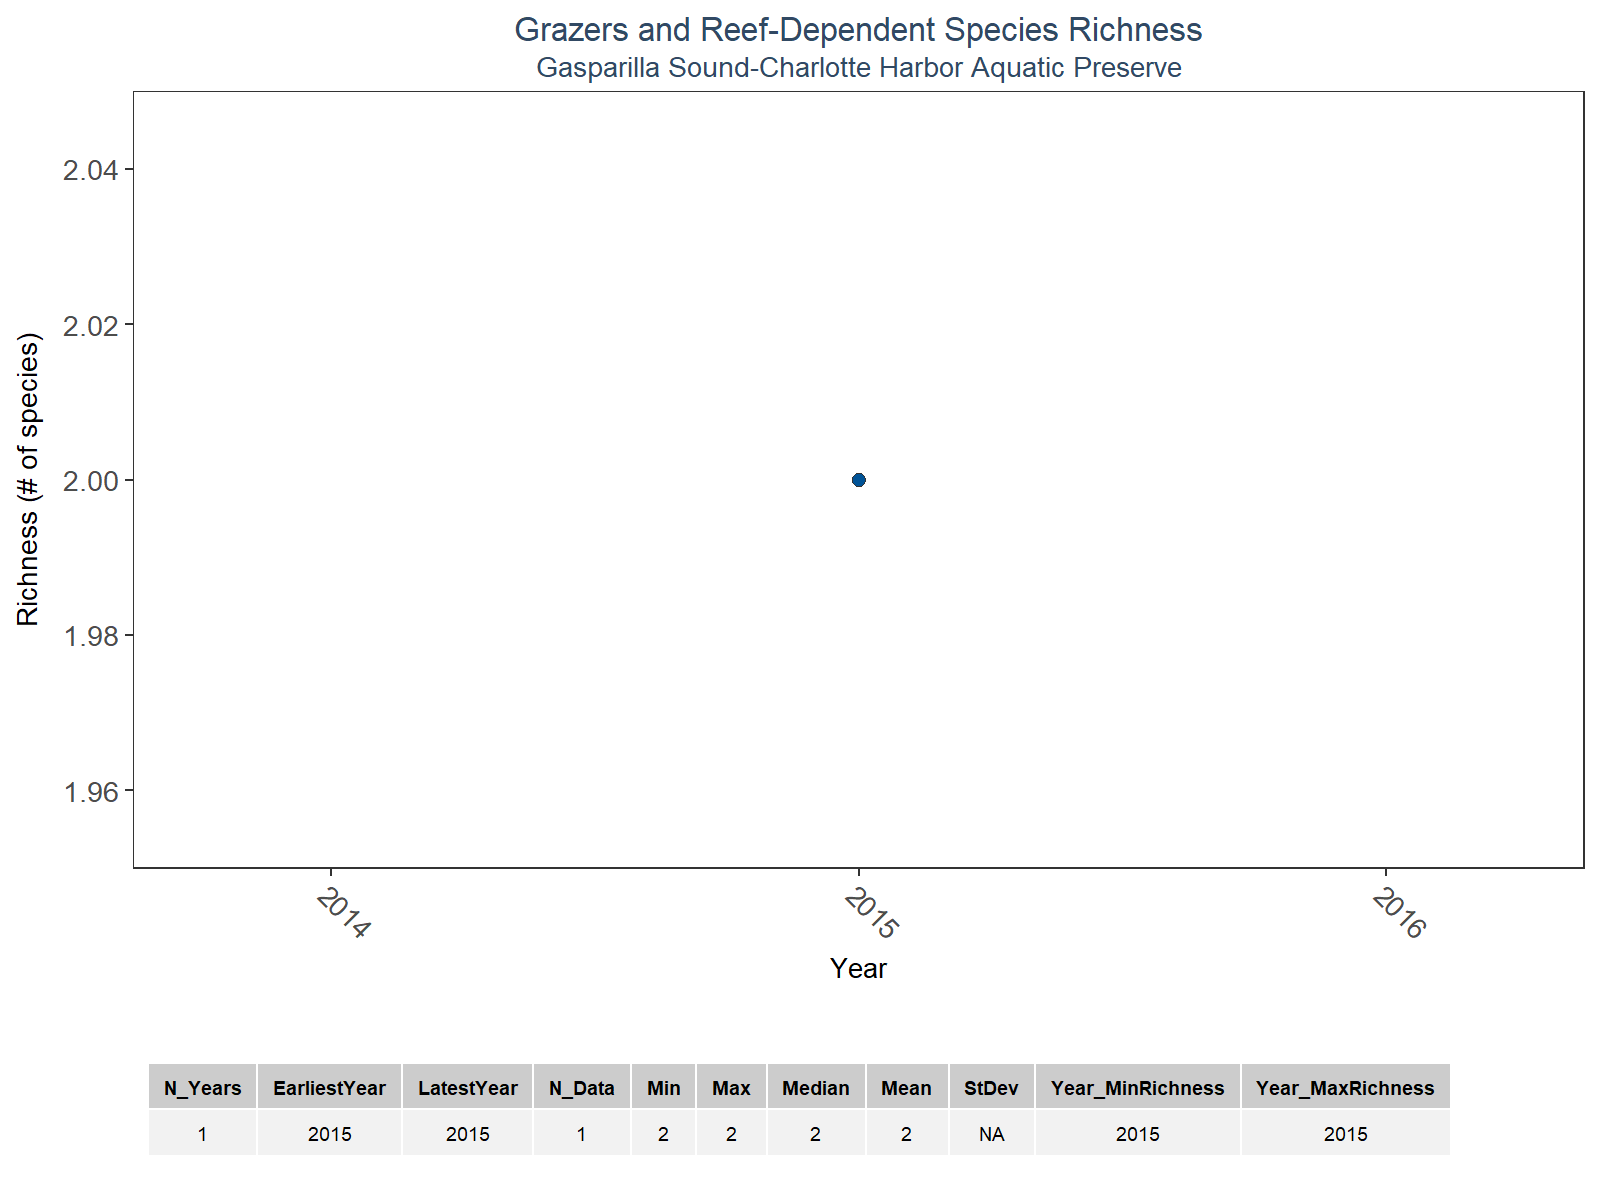 Grazers and Reef-Dependent Species Richness
Gasparilla Sound-Charlotte Harbor Aquatic Preserve
Richness (# of species)
2.04
2.02
2.00
1.98
1.96
2014 2015 2016
Year
N_Years EarliestYear LatestYear N_Data Min Max Median Mean StDev Year_MinRichness Year_MaxRichness
1 2015 2015 1 2 2 2 2 NA 2015 2015